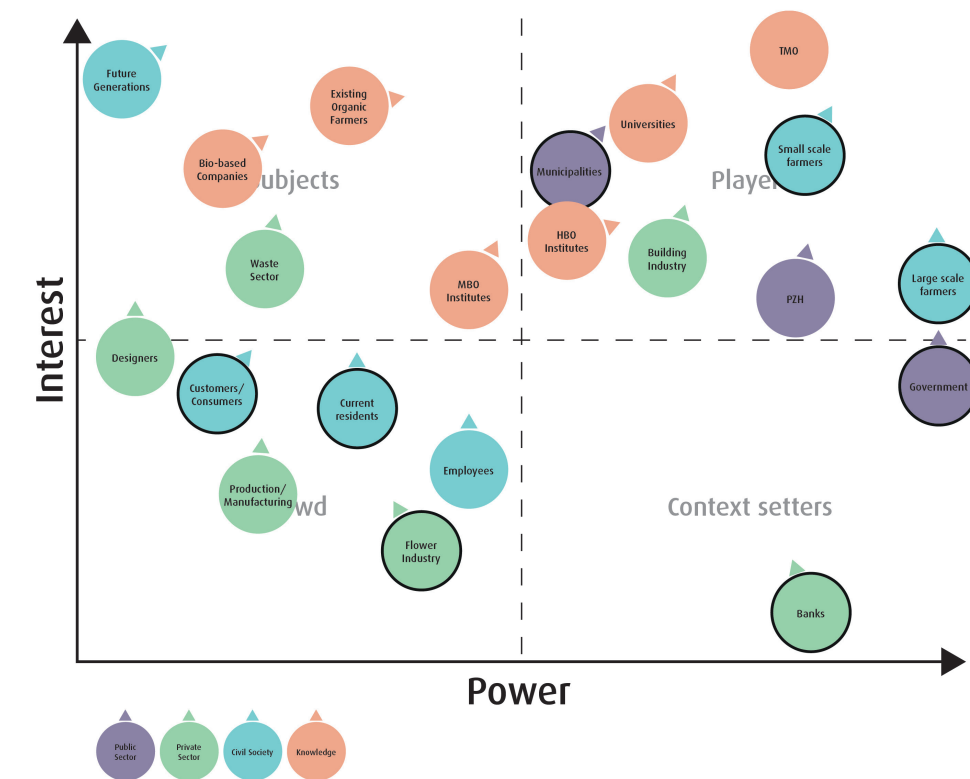 TMO
Future
Generations
Existing
Organic
Farmers
Universities
Small scale
farmers
Bio-based
Companies
Municipalities
ubjects
Player
HBO
Institutes
Building
Industry
Waste
Sector
MBO
Institutes
PZH
Large scale
farmers
Interest
Designers
Customers/
Consumers
Current
residents
Government
Employees
Production/
Manufacturing
wd
Context setters
Flower
Industry
Banks
Power
Public
Sector
Private
Sector
Civil Society
Knowledge